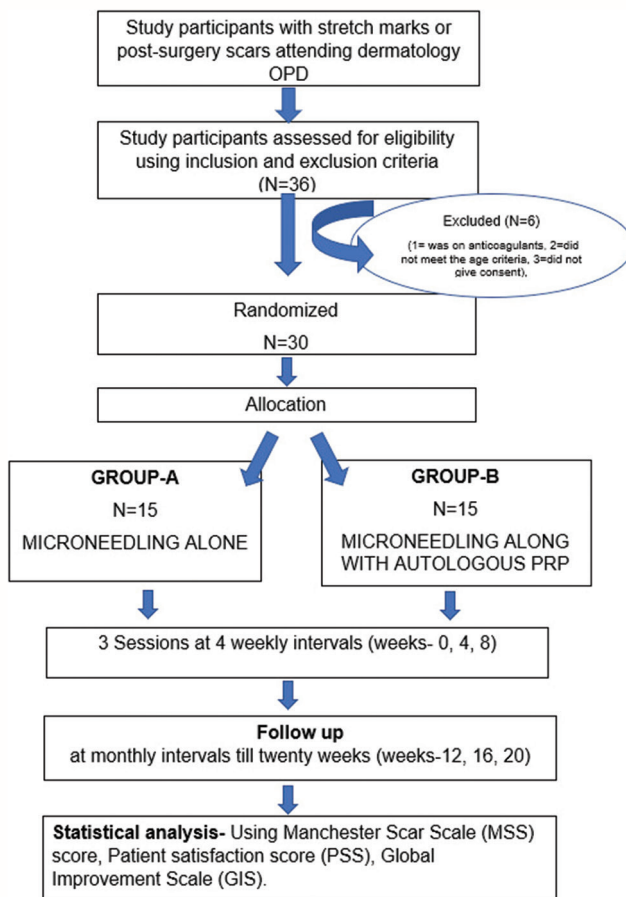 Study participants with stretch marks or
post-surgery scars attending dermatology
OPD
Study participants assessed for eligibility
using inclusion and exclusion criteria
(N=36)
Excluded (N=6)
(1= was on anticoagulants, 2=did
not meet the age criteria, 3=did not
give consent),
Randomized
N=30
Allocation
GROUP-A
N=15
MICRONEEDLING ALONE
GROUP-B
N=15
MICRONEEDLING ALONG
WITH AUTOLOGOUS PRP
3 Sessions at 4 weekly intervals (weeks- 0, 4, 8)
Follow up
at monthly intervals till twenty weeks (weeks-12, 16, 20)
Statistical analysis- Using Manchester Scar Scale (MSS)
score, Patient satisfaction score (PSS), Global
Improvement Scale (GIS).